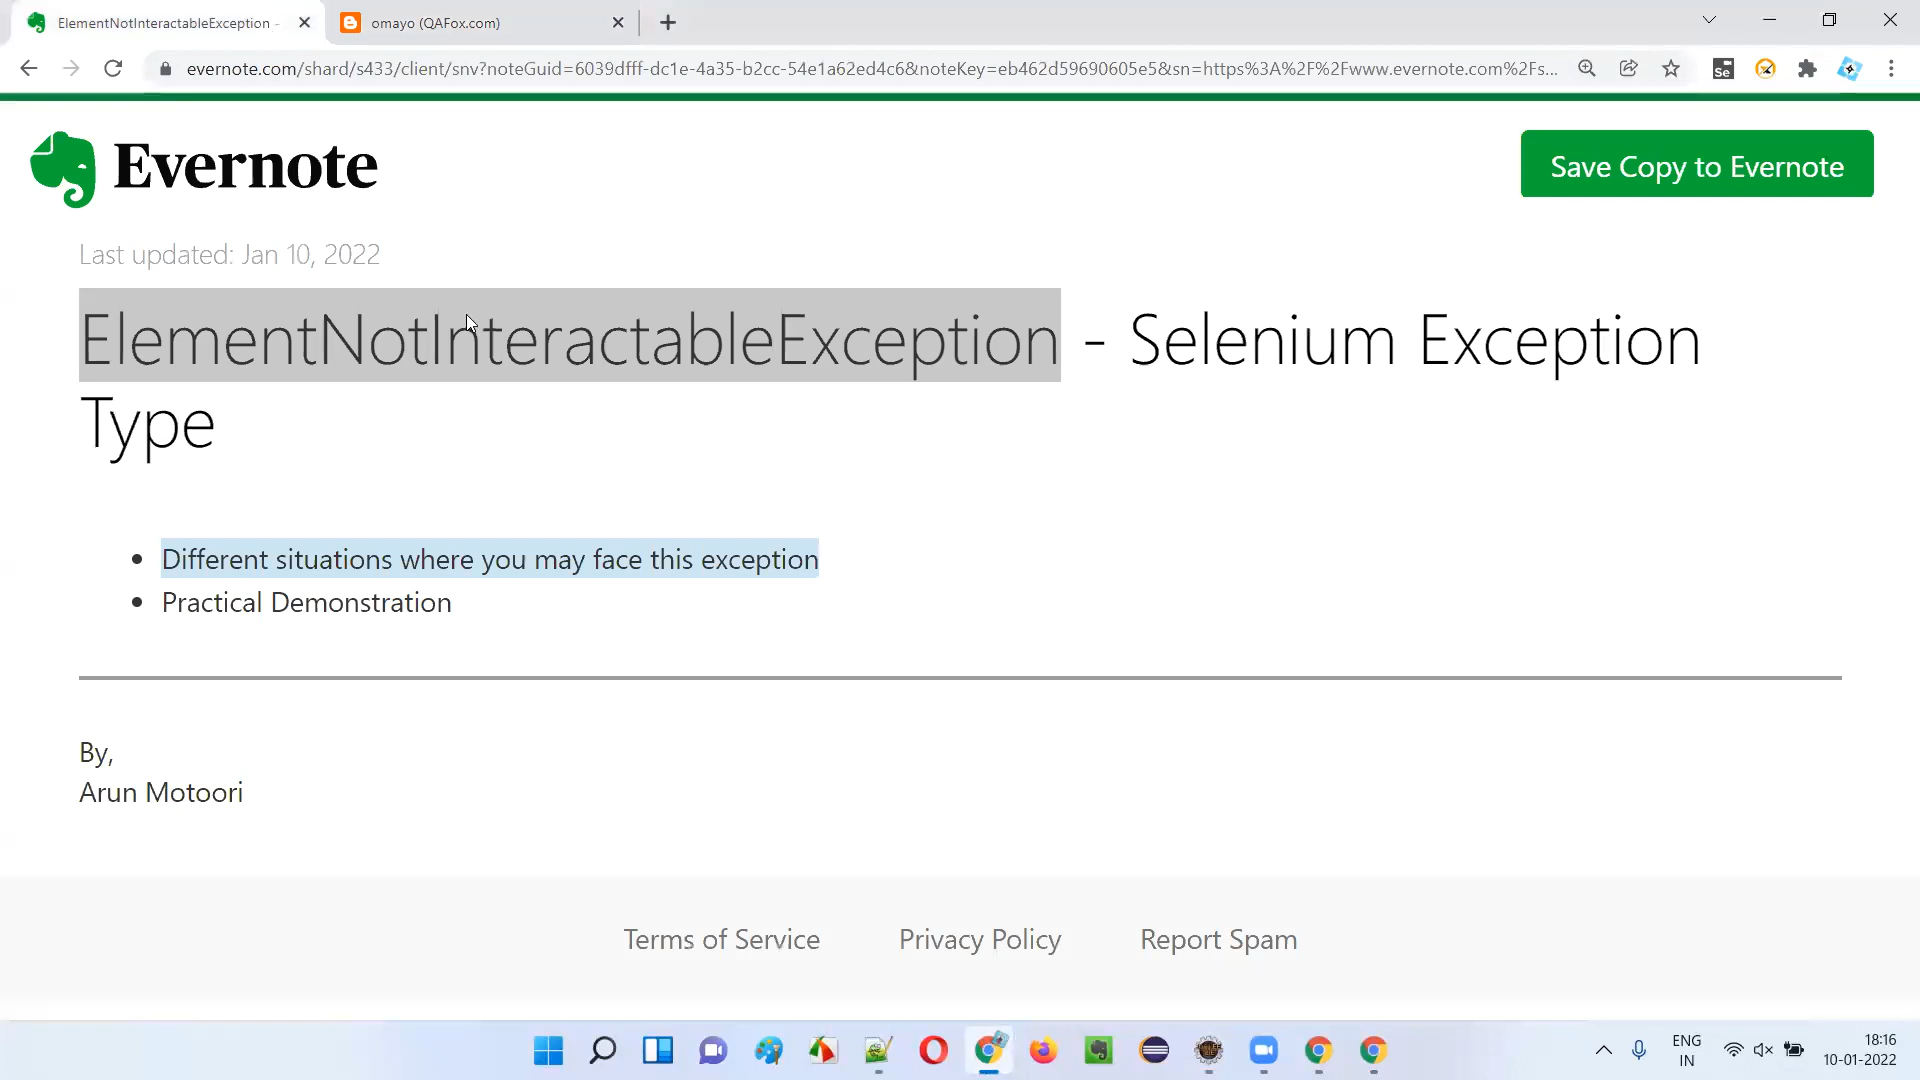 ElementNotInteractableException -
omayo (QAFox.com)
evernote.com/shard/s433/client/snv?noteGuid=6039dfff-dc1e-4a35-b2cc-54e1a62ed4c6&noteKey=eb462d59690605e5&sn=https%3A%2F%2Fwww.evernote.com%2Fs...
Se
Evernote
Save Copy to Evernote
Last updated: Jan 10, 2022
ElementNotInteractableException - Selenium Exception
Type
• Different situations where you may face this exception
• Practical Demonstration
By,
Arun Motoori
Terms of Service Privacy Policy Report Spam
ENG
IN
18:16
10-01-2022